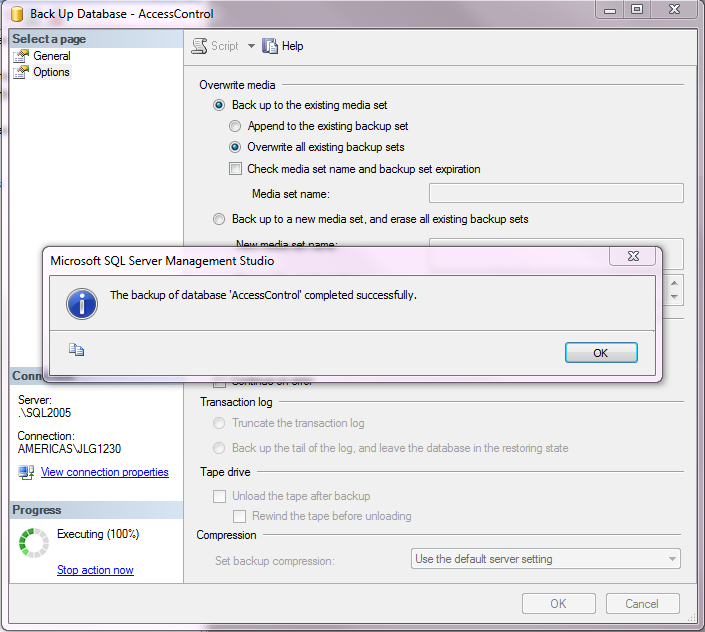 Back Up Database - AccessControl
Select a page
General
Options
Script
Help
Overwrite media
Back up to the existing media set
Append to the existing backup set
Overwrite all existing backup sets
Check media set name and backup set expiration
Media set name:
Back up to a new media set, and erase all existing backup sets
New media set name:
Microsoft SQL Server Management Studio
The backup of database 'AccessControl' completed successfully.
OK
Continue on error
Transaction log
Truncate the transaction log
Back up the tail of the log, and leave the database in the restoring state
Tape drive
Unload the tape after backup
Rewind the tape before unloading
Compression
Set backup compression:
Use the default server setting
Conne
Server:
.\SQL2005
Connection:
AMERICAS\JLG1230
View connection properties
Progress
Executing (100%)
Stop action now
OK
Cancel